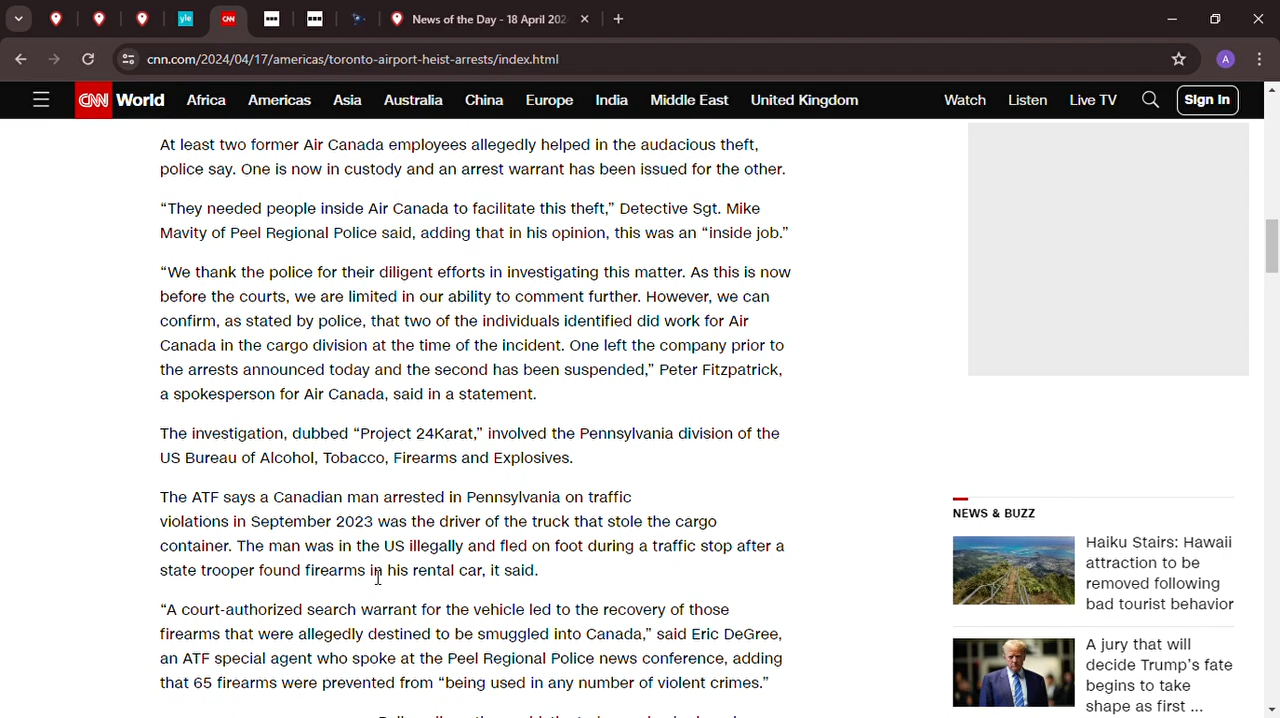 yle
CNN
News of the Day - 18 April 202
cnn.com/2024/04/17/americas/toronto-airport-heist-arrests/index.html
A
CNN World Africa Americas Asia Australia China Europe India Middle East United Kingdom Watch Listen Live TV Sign In
At least two former Air Canada employees allegedly helped in the audacious theft,
police say. One is now in custody and an arrest warrant has been issued for the other.
“They needed people inside Air Canada to facilitate this theft,” Detective Sgt. Mike
Mavity of Peel Regional Police said, adding that in his opinion, this was an “inside job.”
“We thank the police for their diligent efforts in investigating this matter. As this is now
before the courts, we are limited in our ability to comment further. However, we can
confirm, as stated by police, that two of the individuals identified did work for Air
Canada in the cargo division at the time of the incident. One left the company prior to
the arrests announced today and the second has been suspended,” Peter Fitzpatrick,
a spokesperson for Air Canada, said in a statement.
The investigation, dubbed “Project 24Karat,” involved the Pennsylvania division of the
US Bureau of Alcohol, Tobacco, Firearms and Explosives.
The ATF says a Canadian man arrested in Pennsylvania on traffic
violations in September 2023 was the driver of the truck that stole the cargo
container. The man was in the US illegally and fled on foot during a traffic stop after a
state trooper found firearms in his rental car, it said.
“A court-authorized search warrant for the vehicle led to the recovery of those
firearms that were allegedly destined to be smuggled into Canada,” said Eric DeGree,
an ATF special agent who spoke at the Peel Regional Police news conference, adding
that 65 firearms were prevented from “being used in any number of violent crimes.”
NEWS & BUZZ
Haiku Stairs: Hawaii
attraction to be
removed following
bad tourist behavior
A jury that will
decide Trump’s fate
begins to take
shape as first ...